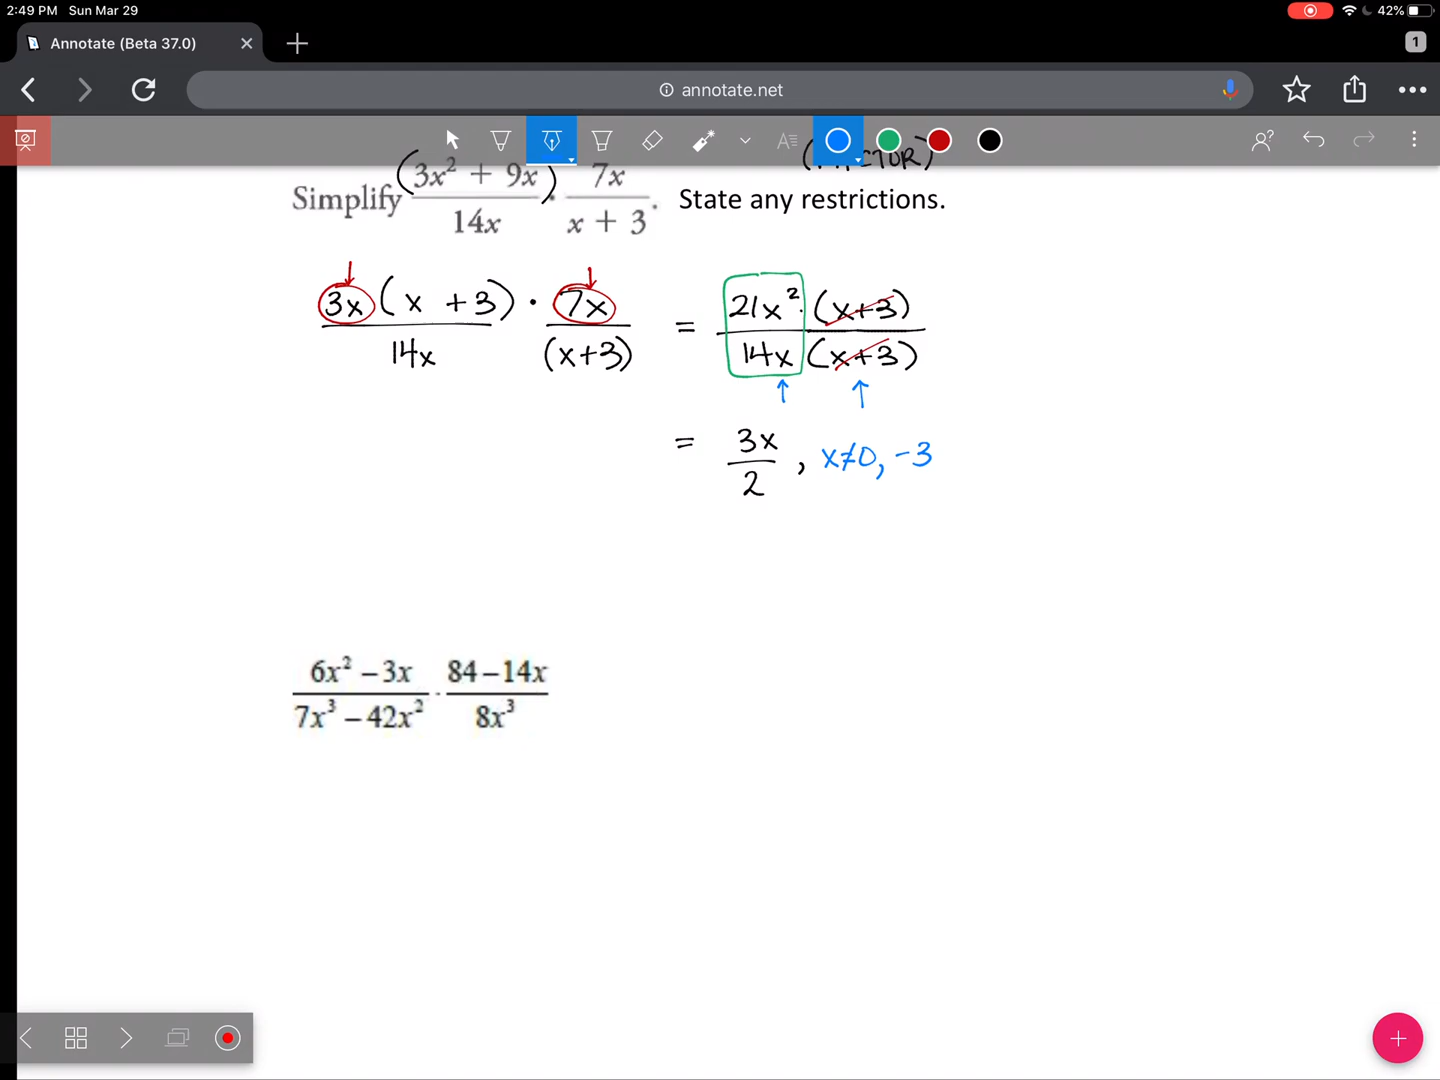 2:49 PM Sun Mar 29 42%
Annotate (Beta 37.0) 1
annotate.net
Simplify (3x² + 9x)/14x · 7x/(x + 3). State any restrictions.
3x(x + 3)/14x · 7x/(x+3) = 21x² · (x+3)/14x (x+3)
= 3x/2, x≠0, -3
6x² – 3x/7x³ – 42x² · 84 – 14x/8x³